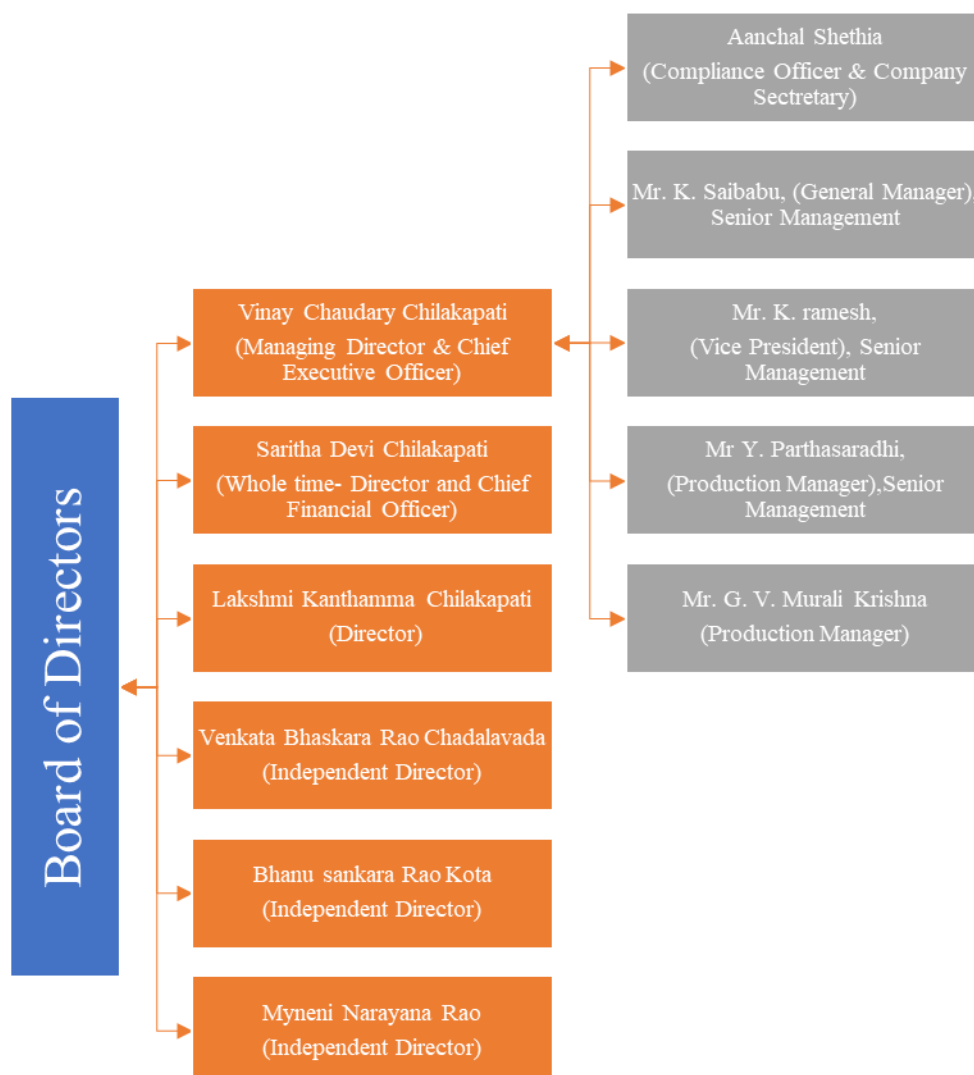 Board of Directors
Vinay Chaudary Chilakapati
(Managing Director & Chief
Executive Officer)
Saritha Devi Chilakapati
(Whole time- Director and Chief
Financial Officer)
Lakshmi Kanthamma Chilakapati
(Director)
Venkata Bhaskara Rao Chadalavada
(Independent Director)
Bhanu sankara Rao Kota
(Independent Director)
Myneni Narayana Rao
(Independent Director)
Aanchal Shethia
(Compliance Officer & Company
Sectretary)
Mr. K. Saibabu, (General Manager),
Senior Management
Mr. K. ramesh,
(Vice President), Senior
Management
Mr Y. Parthasaradhi,
(Production Manager),Senior
Management
Mr. G. V. Murali Krishna
(Production Manager)